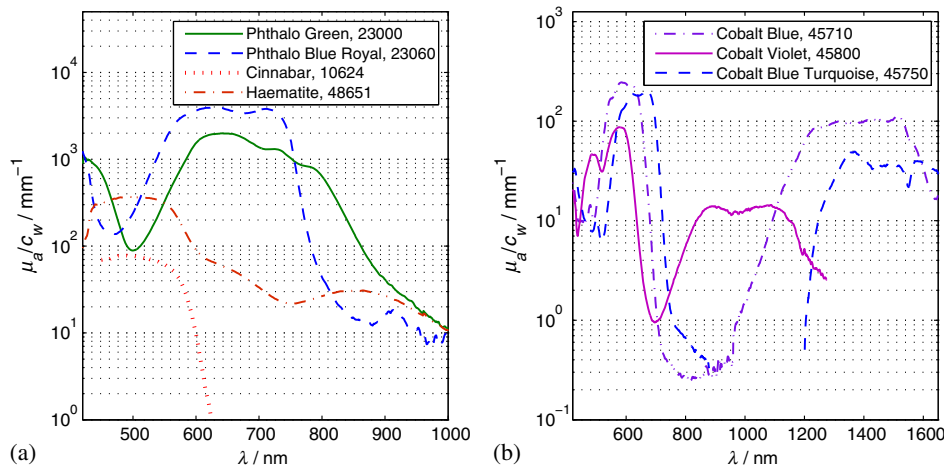 10^5
10^4
10^3
10^2
10^1
10^0
μ_a/c_w / mm^−1
Phthalo Green, 23000
Phthalo Blue Royal, 23060
Cinnabar, 10624
Haematite, 48651
500 600 700 800 900 1000
λ / nm
(a)
10^3
10^2
10^1
10^0
10^−1
μ_a/c_w / mm^−1
Cobalt Blue, 45710
Cobalt Violet, 45800
Cobalt Blue Turquoise, 45750
600 800 1000 1200 1400 1600
λ / nm
(b)